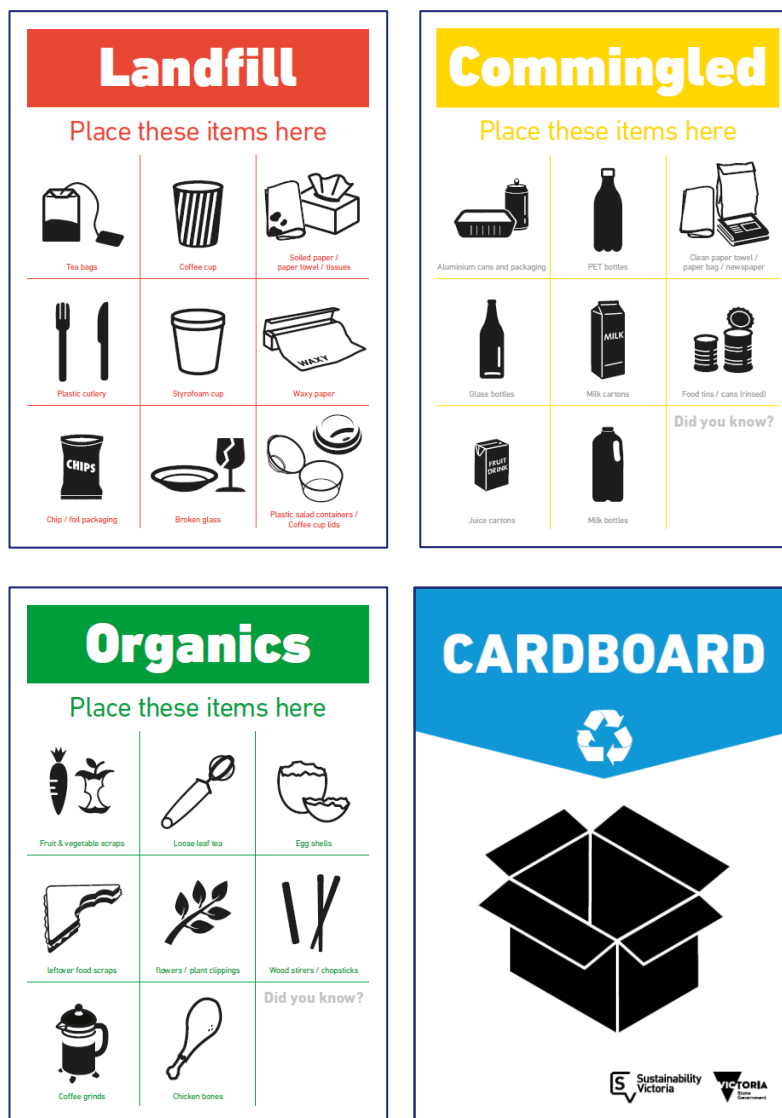 Landfill
Place these items here
Tea bags
Coffee cup
Soiled paper /
paper towel / tissues
Plastic cutlery
Styrofoam cup
WAXY
Waxy paper
CHIPS
Chip / foil packaging
Broken glass
Plastic salad containers /
Coffee cup lids
Commingled
Place these items here
Aluminium cans and packaging
PET bottles
Clean paper towel /
paper bag / newspaper
Glass bottles
MILK
Milk cartons
Food tins / cans (rinsed)
FRUIT
DRINK
Juice cartons
Milk bottles
Did you know?
Organics
Place these items here
Fruit & vegetable scraps
Loose leaf tea
Egg shells
leftover food scraps
flowers / plant clippings
Wood stirers / chopsticks
Coffee grinds
Chicken bones
Did you know?
CARDBOARD
S
Sustainability
Victoria
VICTORIA
State
Government